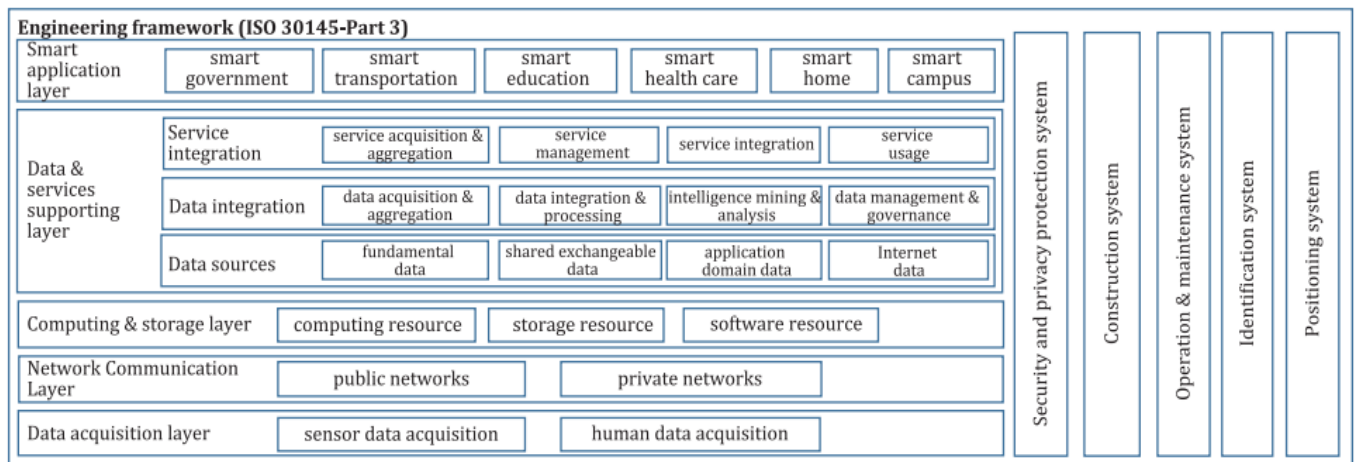 Engineering framework (ISO 30145-Part 3)
Smart
application
layer
smart
government
smart
transportation
smart
education
smart
health care
smart
home
smart
campus
Data &
services
supporting
layer
Service
integration
service acquisition &
aggregation
service
management
service integration
service
usage
Data integration
data acquisition &
aggregation
data integration &
processing
intelligence mining &
analysis
data management &
governance
Data sources
fundamental
data
shared exchangeable
data
application
domain data
Internet
data
Computing & storage layer
computing resource
storage resource
software resource
Network Communication
Layer
public networks
private networks
Data acquisition layer
sensor data acquisition
human data acquisition
Security and privacy protection system
Construction system
Operation & maintenance system
Identification system
Positioning system